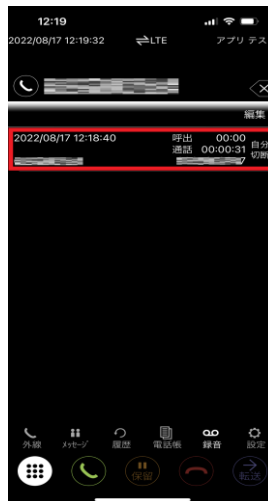 12:19
2022/08/17 12:19:32 LTE アプリ テス
編集
2022/08/17 12:18:40 呼出 00:00
通話 00:00:31
自分
切断
外線 メッセージ 履歴 電話帳 録音 設定
保留 転送